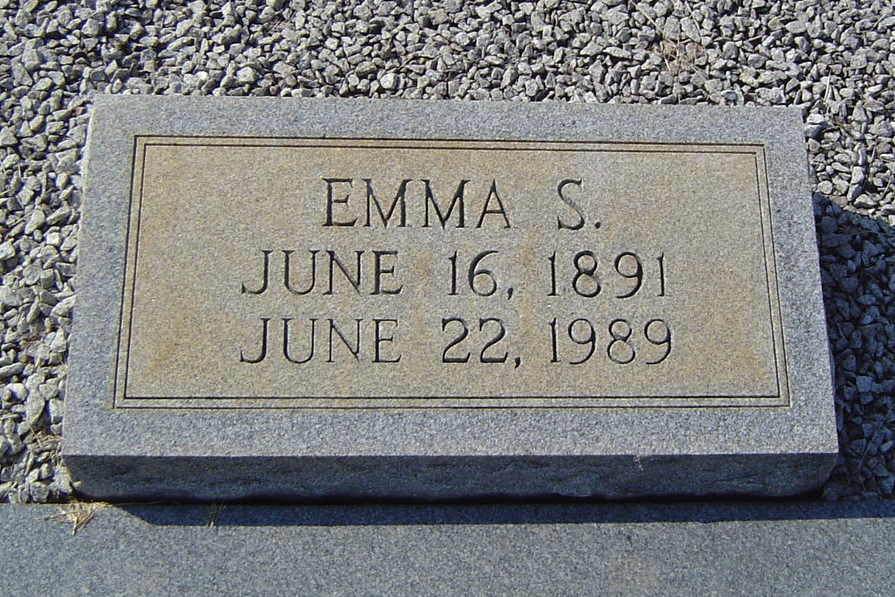 EMMA S.
JUNE 16, 1891
JUNE 22, 1989